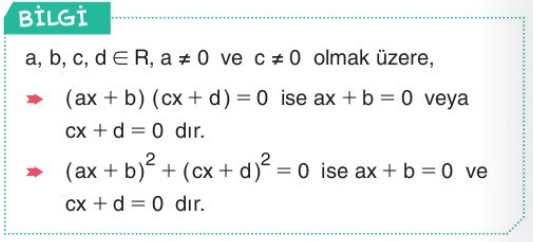 BİLGİ
a, b, c, d ∈ R, a ≠ 0 ve c ≠ 0 olmak üzere,
(ax + b) (cx + d) = 0 ise ax + b = 0 veya
cx + d = 0 dır.
(ax + b)² + (cx + d)² = 0 ise ax + b = 0 ve
cx + d = 0 dır.